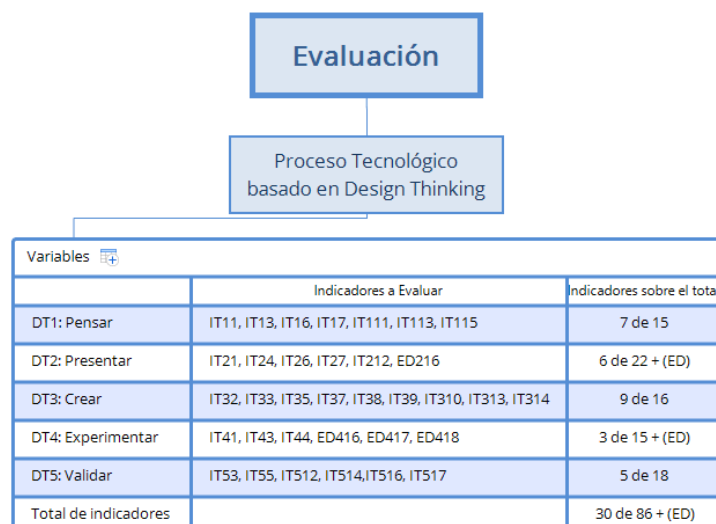 Evaluación
Proceso Tecnológico
basado en Design Thinking
Variables
Indicadores a Evaluar
Indicadores sobre el total
DT1: Pensar
IT11, IT13, IT16, IT17, IT111, IT113, IT115
7 de 15
DT2: Presentar
IT21, IT24, IT26, IT27, IT212, ED216
6 de 22 + (ED)
DT3: Crear
IT32, IT33, IT35, IT37, IT38, IT39, IT310, IT313, IT314
9 de 16
DT4: Experimentar
IT41, IT43, IT44, ED416, ED417, ED418
3 de 15 + (ED)
DT5: Validar
IT53, IT55, IT512, IT514,IT516, IT517
5 de 18
Total de indicadores
30 de 86 + (ED)